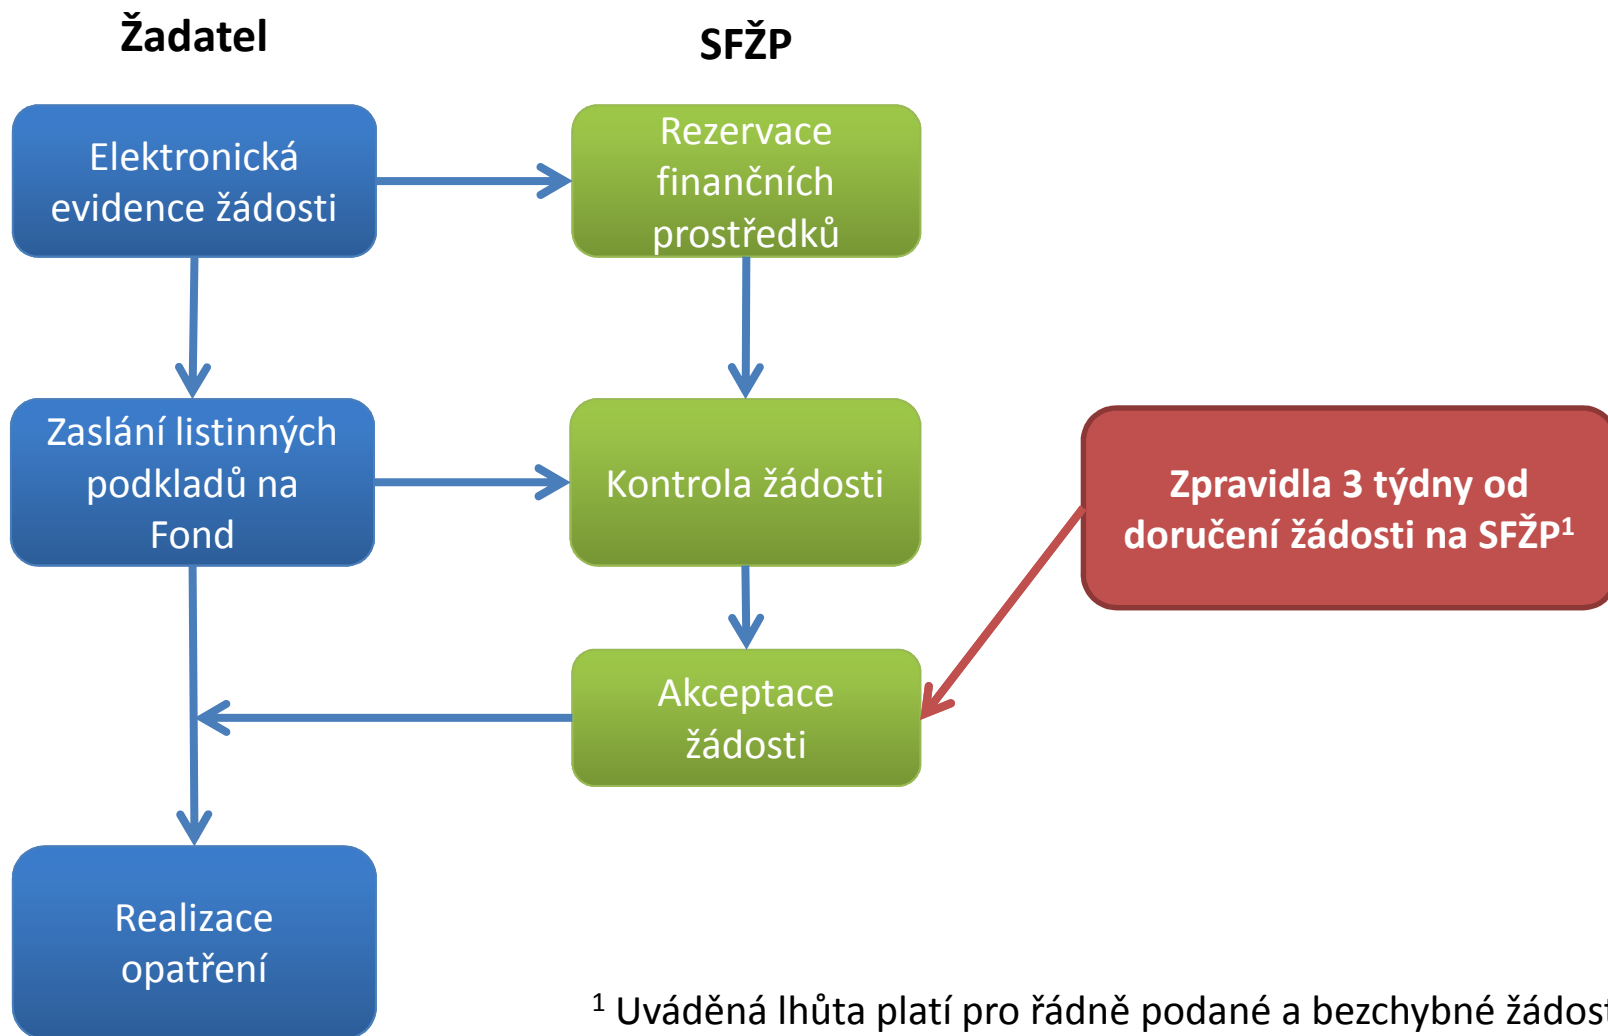 Žadatel
SFŽP
Elektronická
evidence žádosti
Rezervace
finančních
prostředků
Zaslání listinných
podkladů na
Fond
Kontrola žádosti
Zpravidla 3 týdny od
doručení žádosti na SFŽP¹
Akceptace
žádosti
Realizace
opatření
¹ Uváděná lhůta platí pro řádně podané a bezchybné žádost